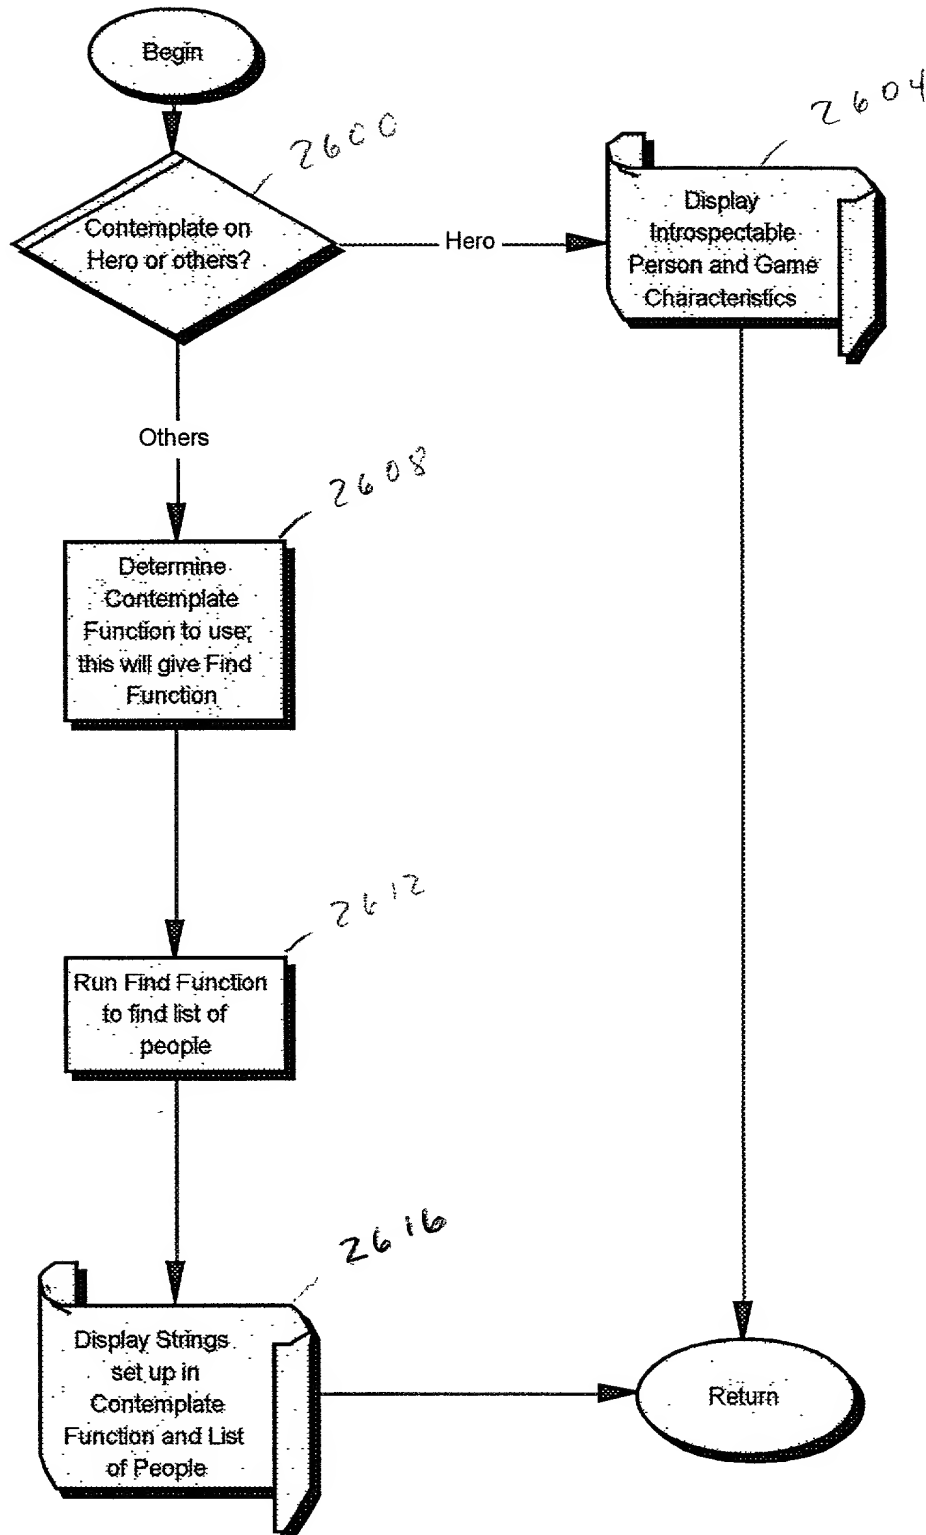 Begin
2600
2604
Contemplate on
Hero or others?
Hero
Display
Introspectable
Person and Game
Characteristics
Others
2608
Determine
Contemplate
Function to use;
this will give Find
Function
2612
Run Find Function
to find list of
people
2616
Display Strings
set up in
Contemplate
Function and List
of People
Return